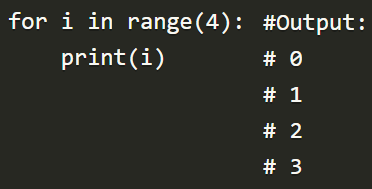 for i in range(4): #Output:
    print(i)       # 0
                   # 1
                   # 2
                   # 3